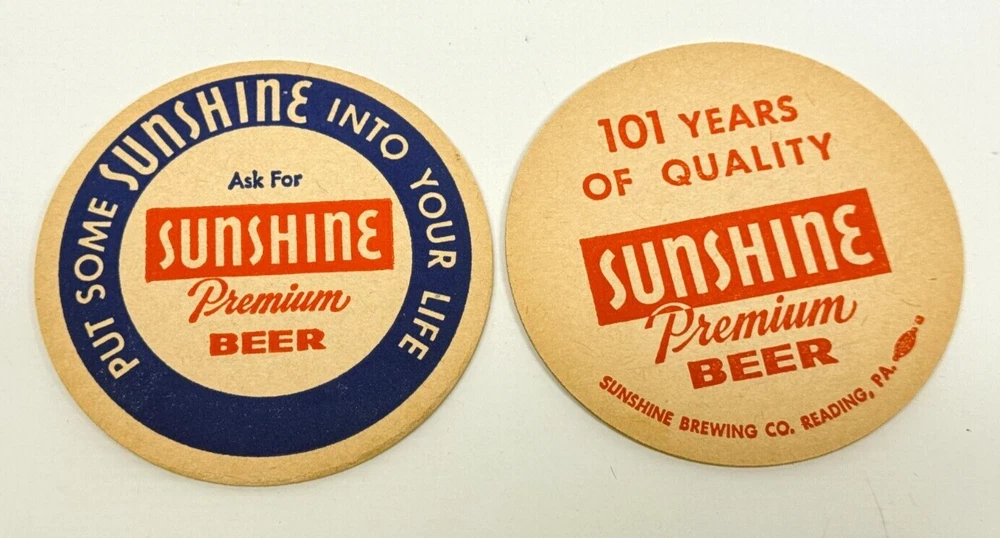 PUT SOME SUNSHINE INTO YOUR LIFE
Ask For
SUNSHINE
Premium
BEER
101 YEARS
OF QUALITY
SUNSHINE
Premium
BEER
SUNSHINE BREWING CO. READING, PA.